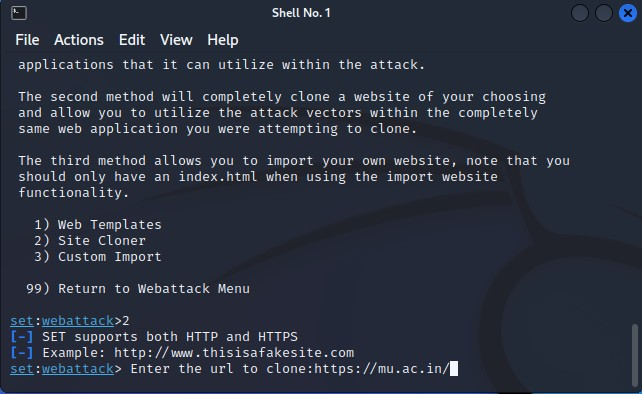 Shell No. 1
File Actions Edit View Help
applications that it can utilize within the attack.
The second method will completely clone a website of your choosing
and allow you to utilize the attack vectors within the completely
same web application you were attempting to clone.
The third method allows you to import your own website, note that you
should only have an index.html when using the import website
functionality.
1) Web Templates
2) Site Cloner
3) Custom Import
99) Return to Webattack Menu
set:webattack>2
[-] SET supports both HTTP and HTTPS
[-] Example: http://www.thisisafakesite.com
set:webattack> Enter the url to clone:https://mu.ac.in/